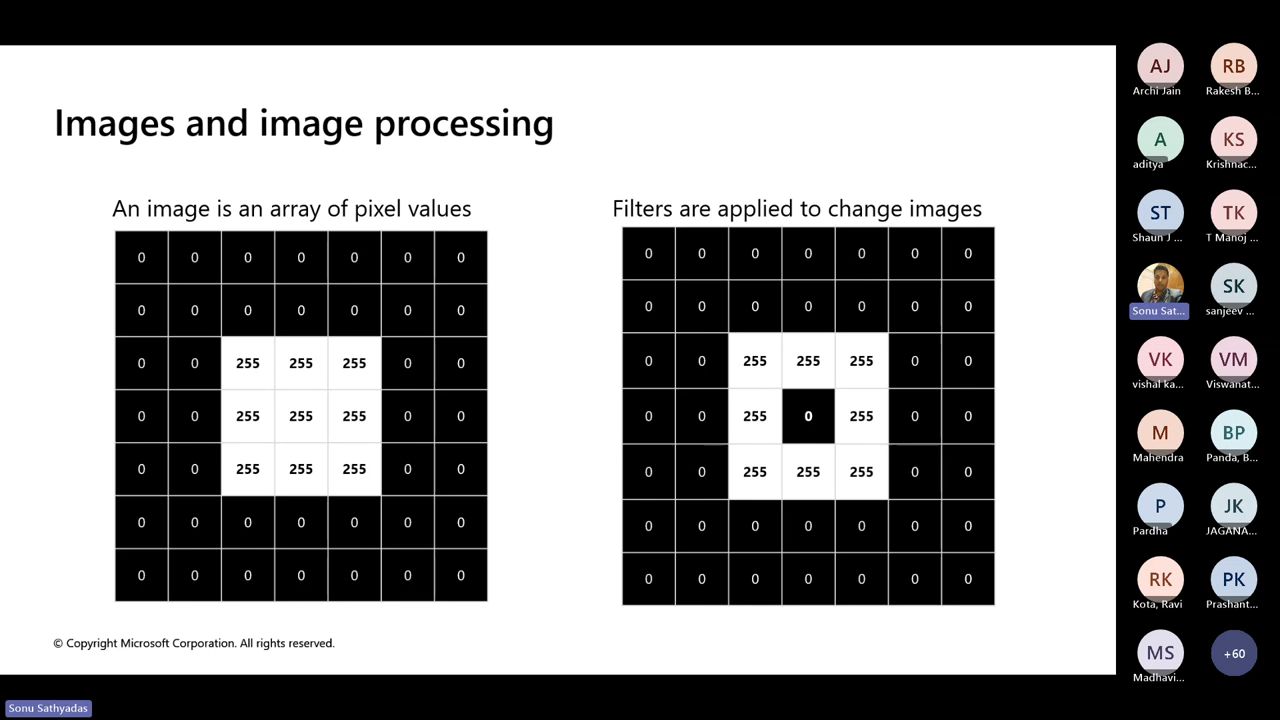 Images and image processing
An image is an array of pixel values
0 0 0 0 0 0 0
0 0 0 0 0 0 0
0 0 255 255 255 0 0
0 0 255 255 255 0 0
0 0 255 255 255 0 0
0 0 0 0 0 0 0
0 0 0 0 0 0 0
Filters are applied to change images
0 0 0 0 0 0 0
0 0 0 0 0 0 0
0 0 255 255 255 0 0
0 0 255 0 255 0 0
0 0 255 255 255 0 0
0 0 0 0 0 0 0
0 0 0 0 0 0 0
© Copyright Microsoft Corporation. All rights reserved.
Sonu Sathyadas
AJ RB
Archi Jain Rakesh B...
A KS
aditya Krishnac...
ST TK
Shaun J ... T Manoj ...
SK
Sonu Sat... sanjeev ...
VK VM
vishal ka... Viswanat...
M BP
Mahendra Panda, B...
P JK
Pardha JAGANA...
RK PK
Kota, Ravi Prashant...
MS +60
Madhavi...